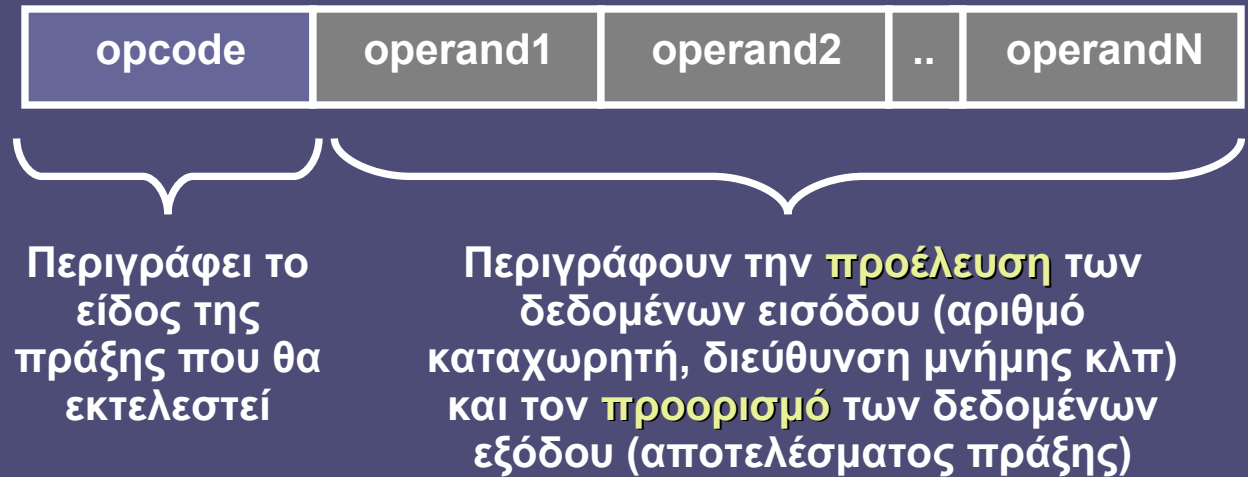 opcode operand1 operand2 .. operandN
Περιγράφει το
είδος της
πράξης που θα
εκτελεστεί
Περιγράφουν την προέλευση των
δεδομένων εισόδου (αριθμό
καταχωρητή, διεύθυνση μνήμης κλπ)
και τον προορισμό των δεδομένων
εξόδου (αποτελέσματος πράξης)